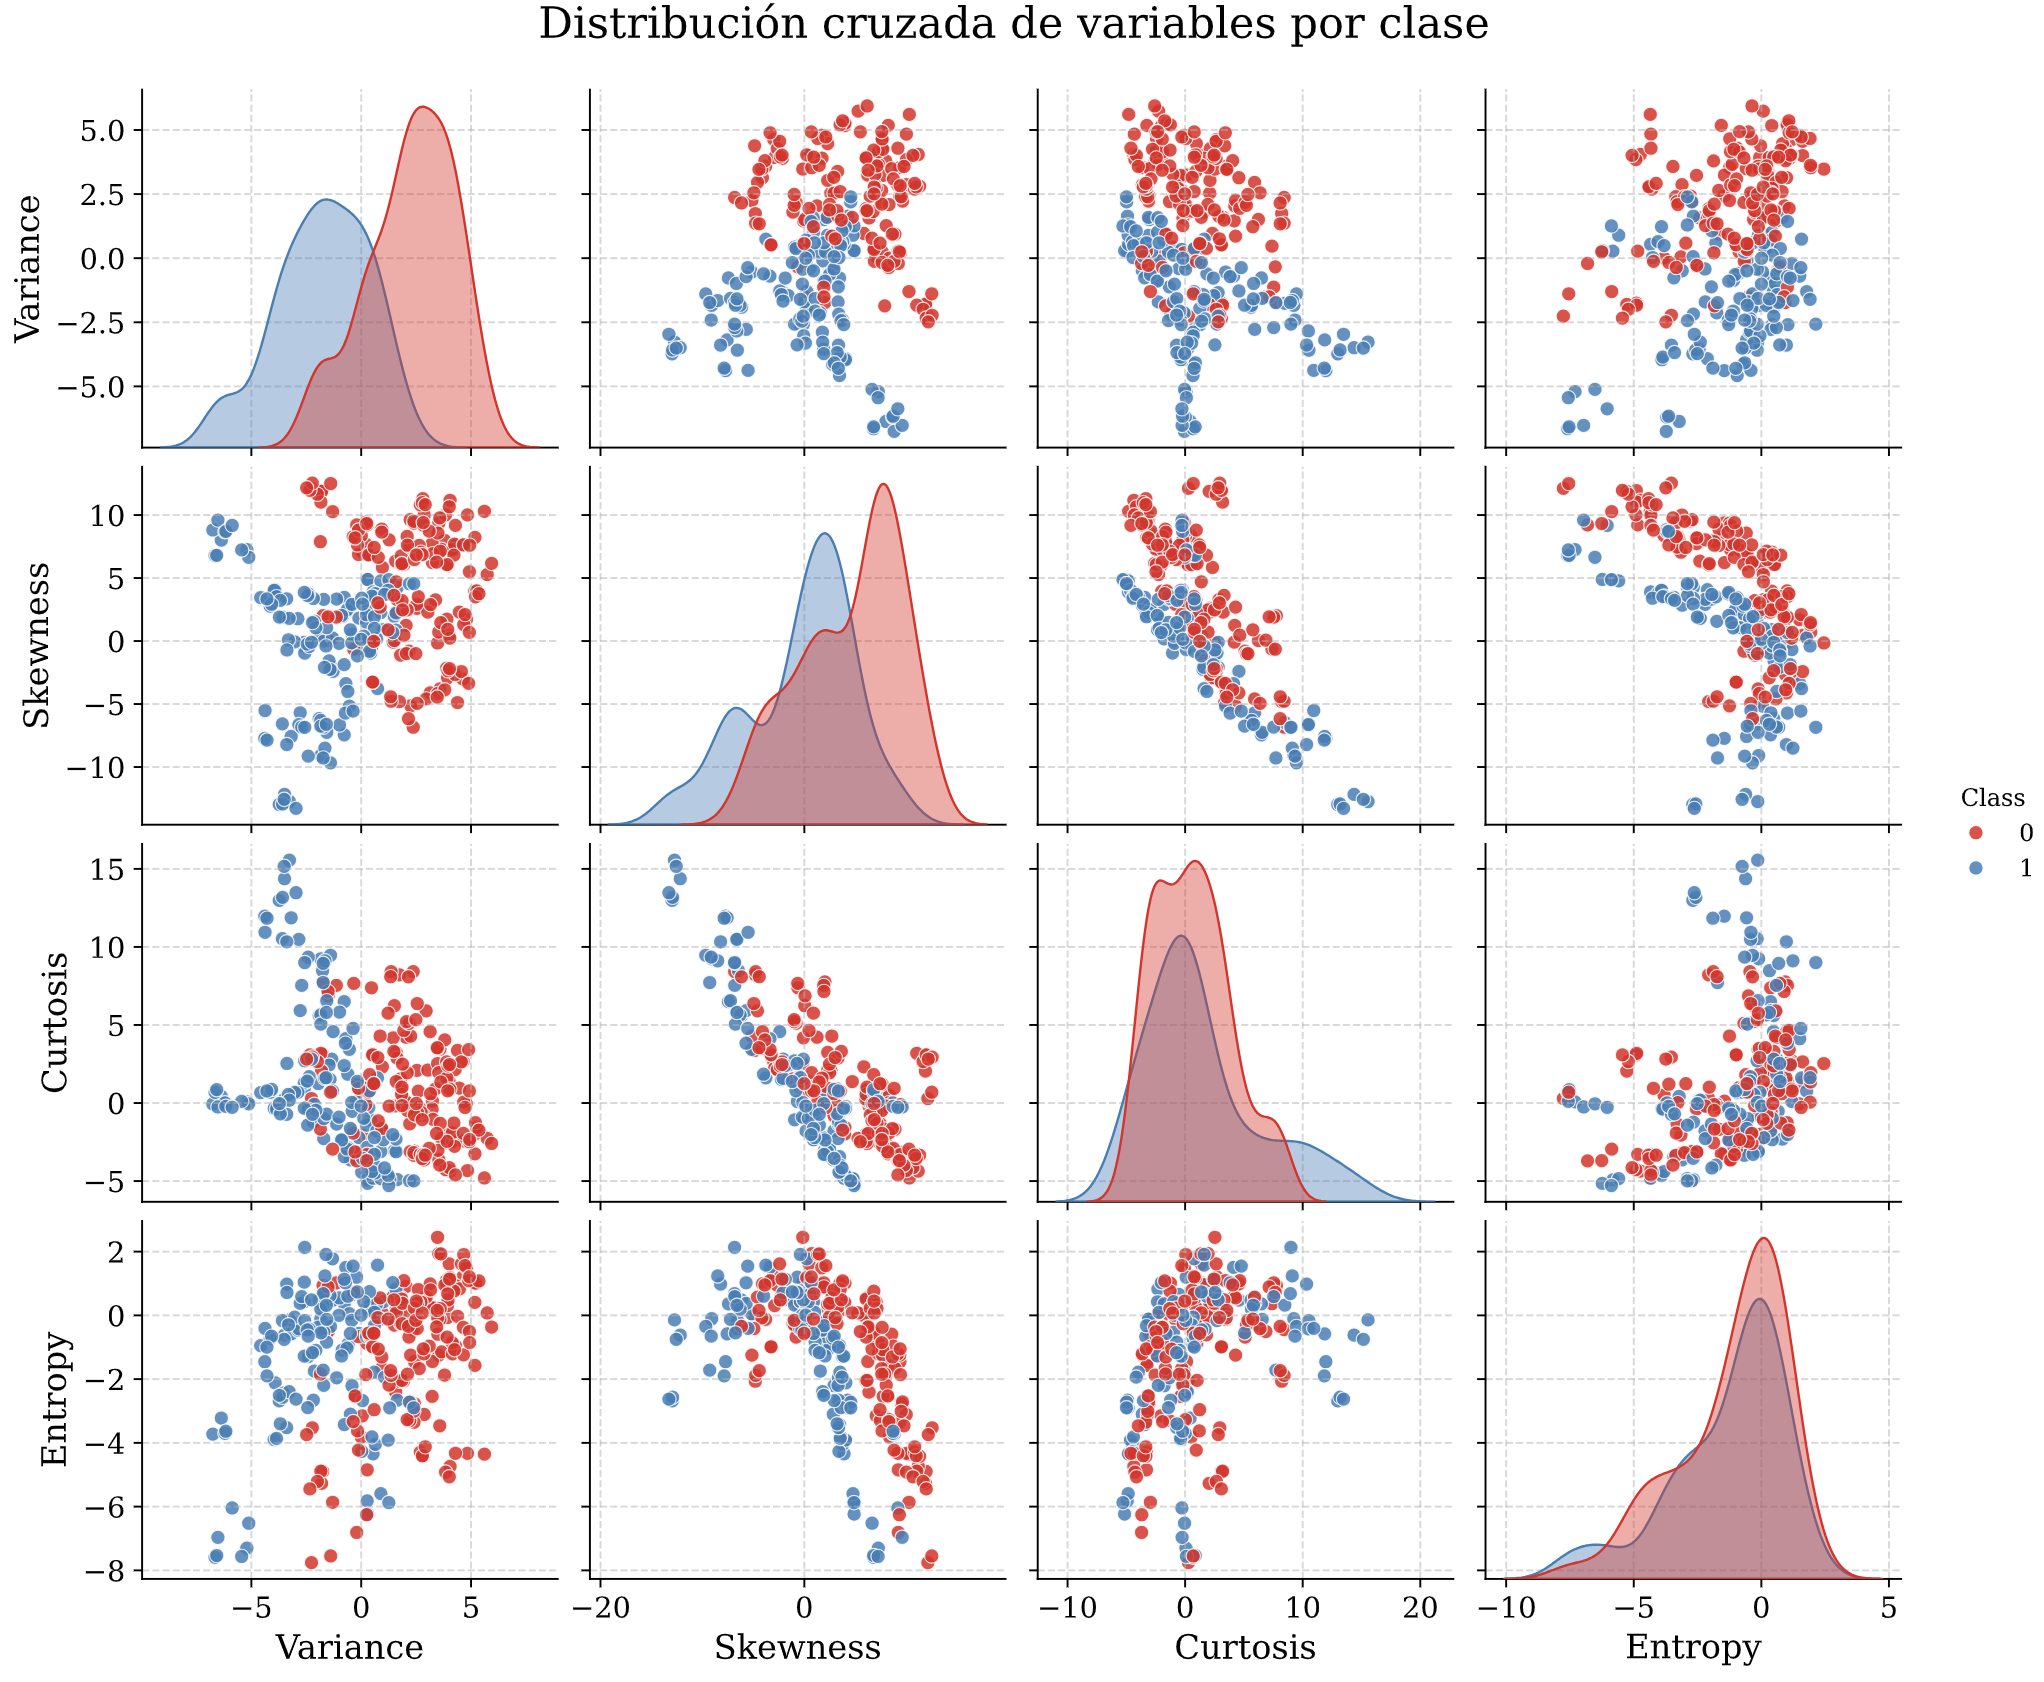 Distribución cruzada de variables por clase
Variance
5.0
2.5
0.0
−2.5
−5.0
Skewness
10
5
0
−5
−10
Class
0
1
Curtosis
15
10
5
0
−5
Entropy
2
0
−2
−4
−6
−8
−5 0 5
−20 0
−10 0 10 20
−10 −5 0 5
Variance
Skewness
Curtosis
Entropy